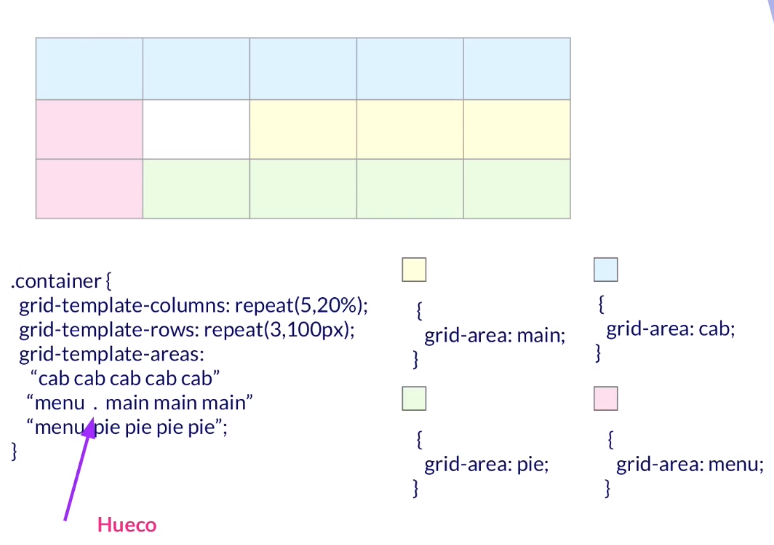 .container {
grid-template-columns: repeat(5,20%);
grid-template-rows: repeat(3,100px);
grid-template-areas:
“cab cab cab cab cab”
“menu . main main main”
“menu pie pie pie pie”;
}
Hueco
{
grid-area: main;
}
{
grid-area: cab;
}
{
grid-area: pie;
}
{
grid-area: menu;
}